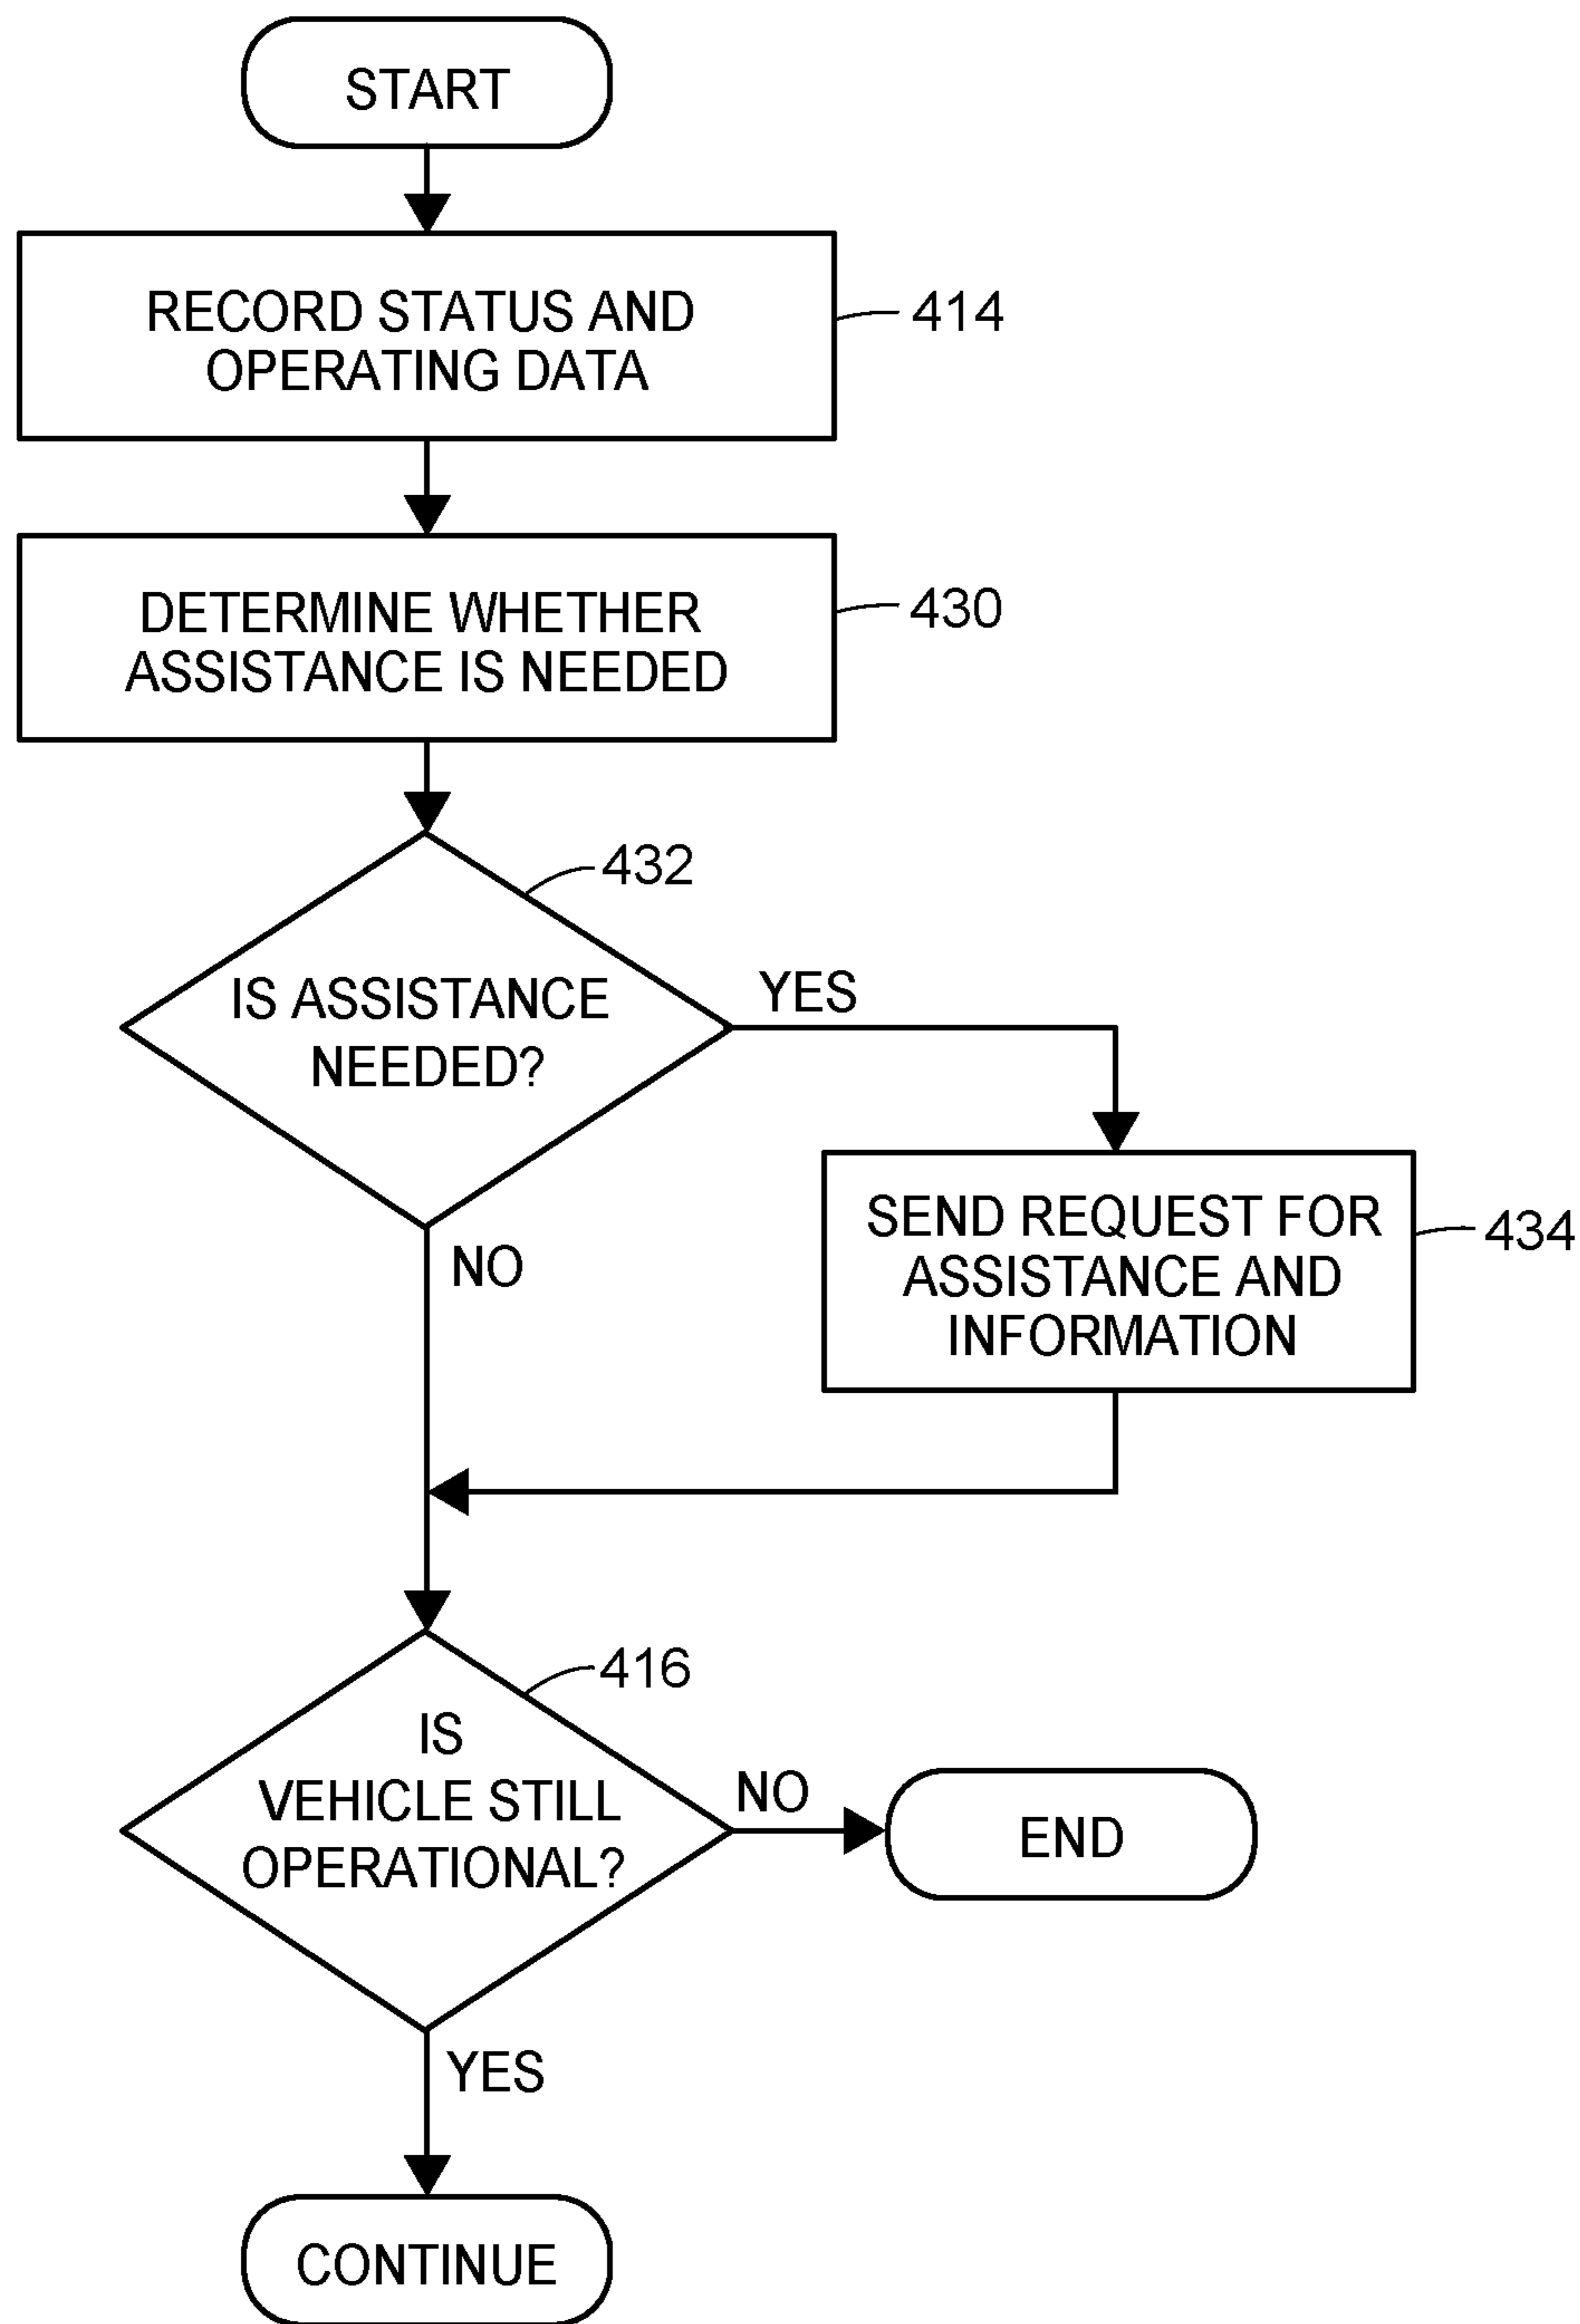 START
RECORD STATUS AND
OPERATING DATA
414
DETERMINE WHETHER
ASSISTANCE IS NEEDED
430
432
IS ASSISTANCE
NEEDED?
YES
NO
SEND REQUEST FOR
ASSISTANCE AND
INFORMATION
434
416
IS
VEHICLE STILL
OPERATIONAL?
NO
END
YES
CONTINUE